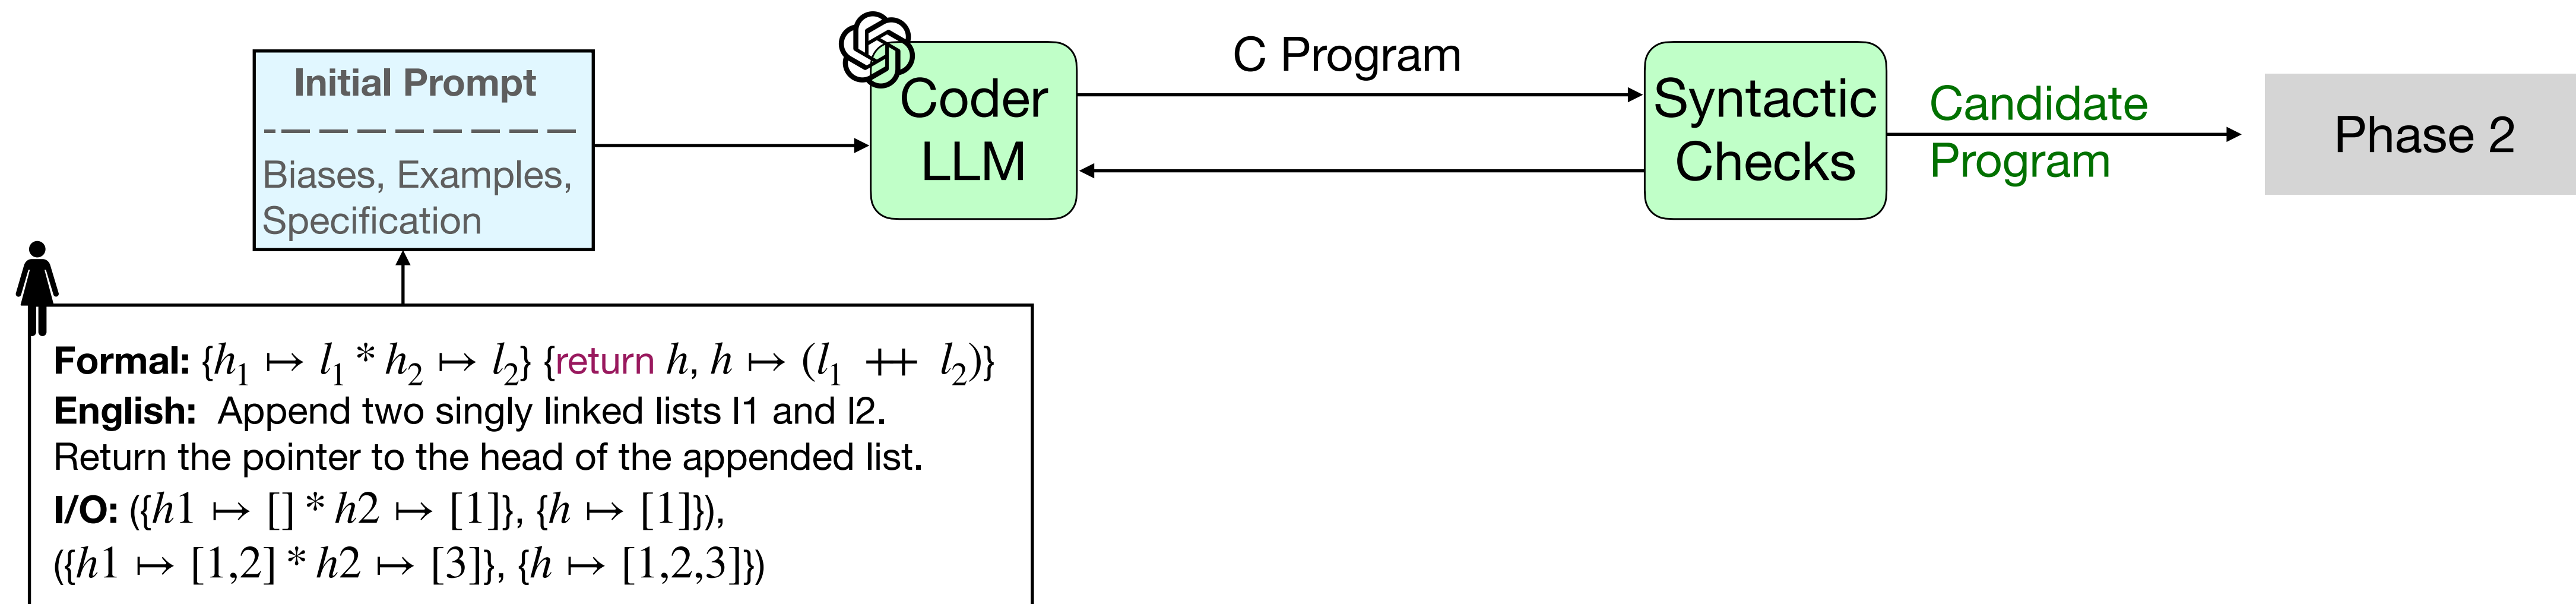 Initial Prompt
Biases, Examples,
Specification
Coder
LLM
C Program
Syntactic
Checks
Candidate
Program
Phase 2
Formal: {h₁ ↦ l₁ * h₂ ↦ l₂} {return h, h ↦ (l₁ ++ l₂)}
English: Append two singly linked lists l1 and l2.
Return the pointer to the head of the appended list.
I/O: ({h1 ↦ [] * h2 ↦ [1]}, {h ↦ [1]}),
({h1 ↦ [1,2] * h2 ↦ [3]}, {h ↦ [1,2,3]})